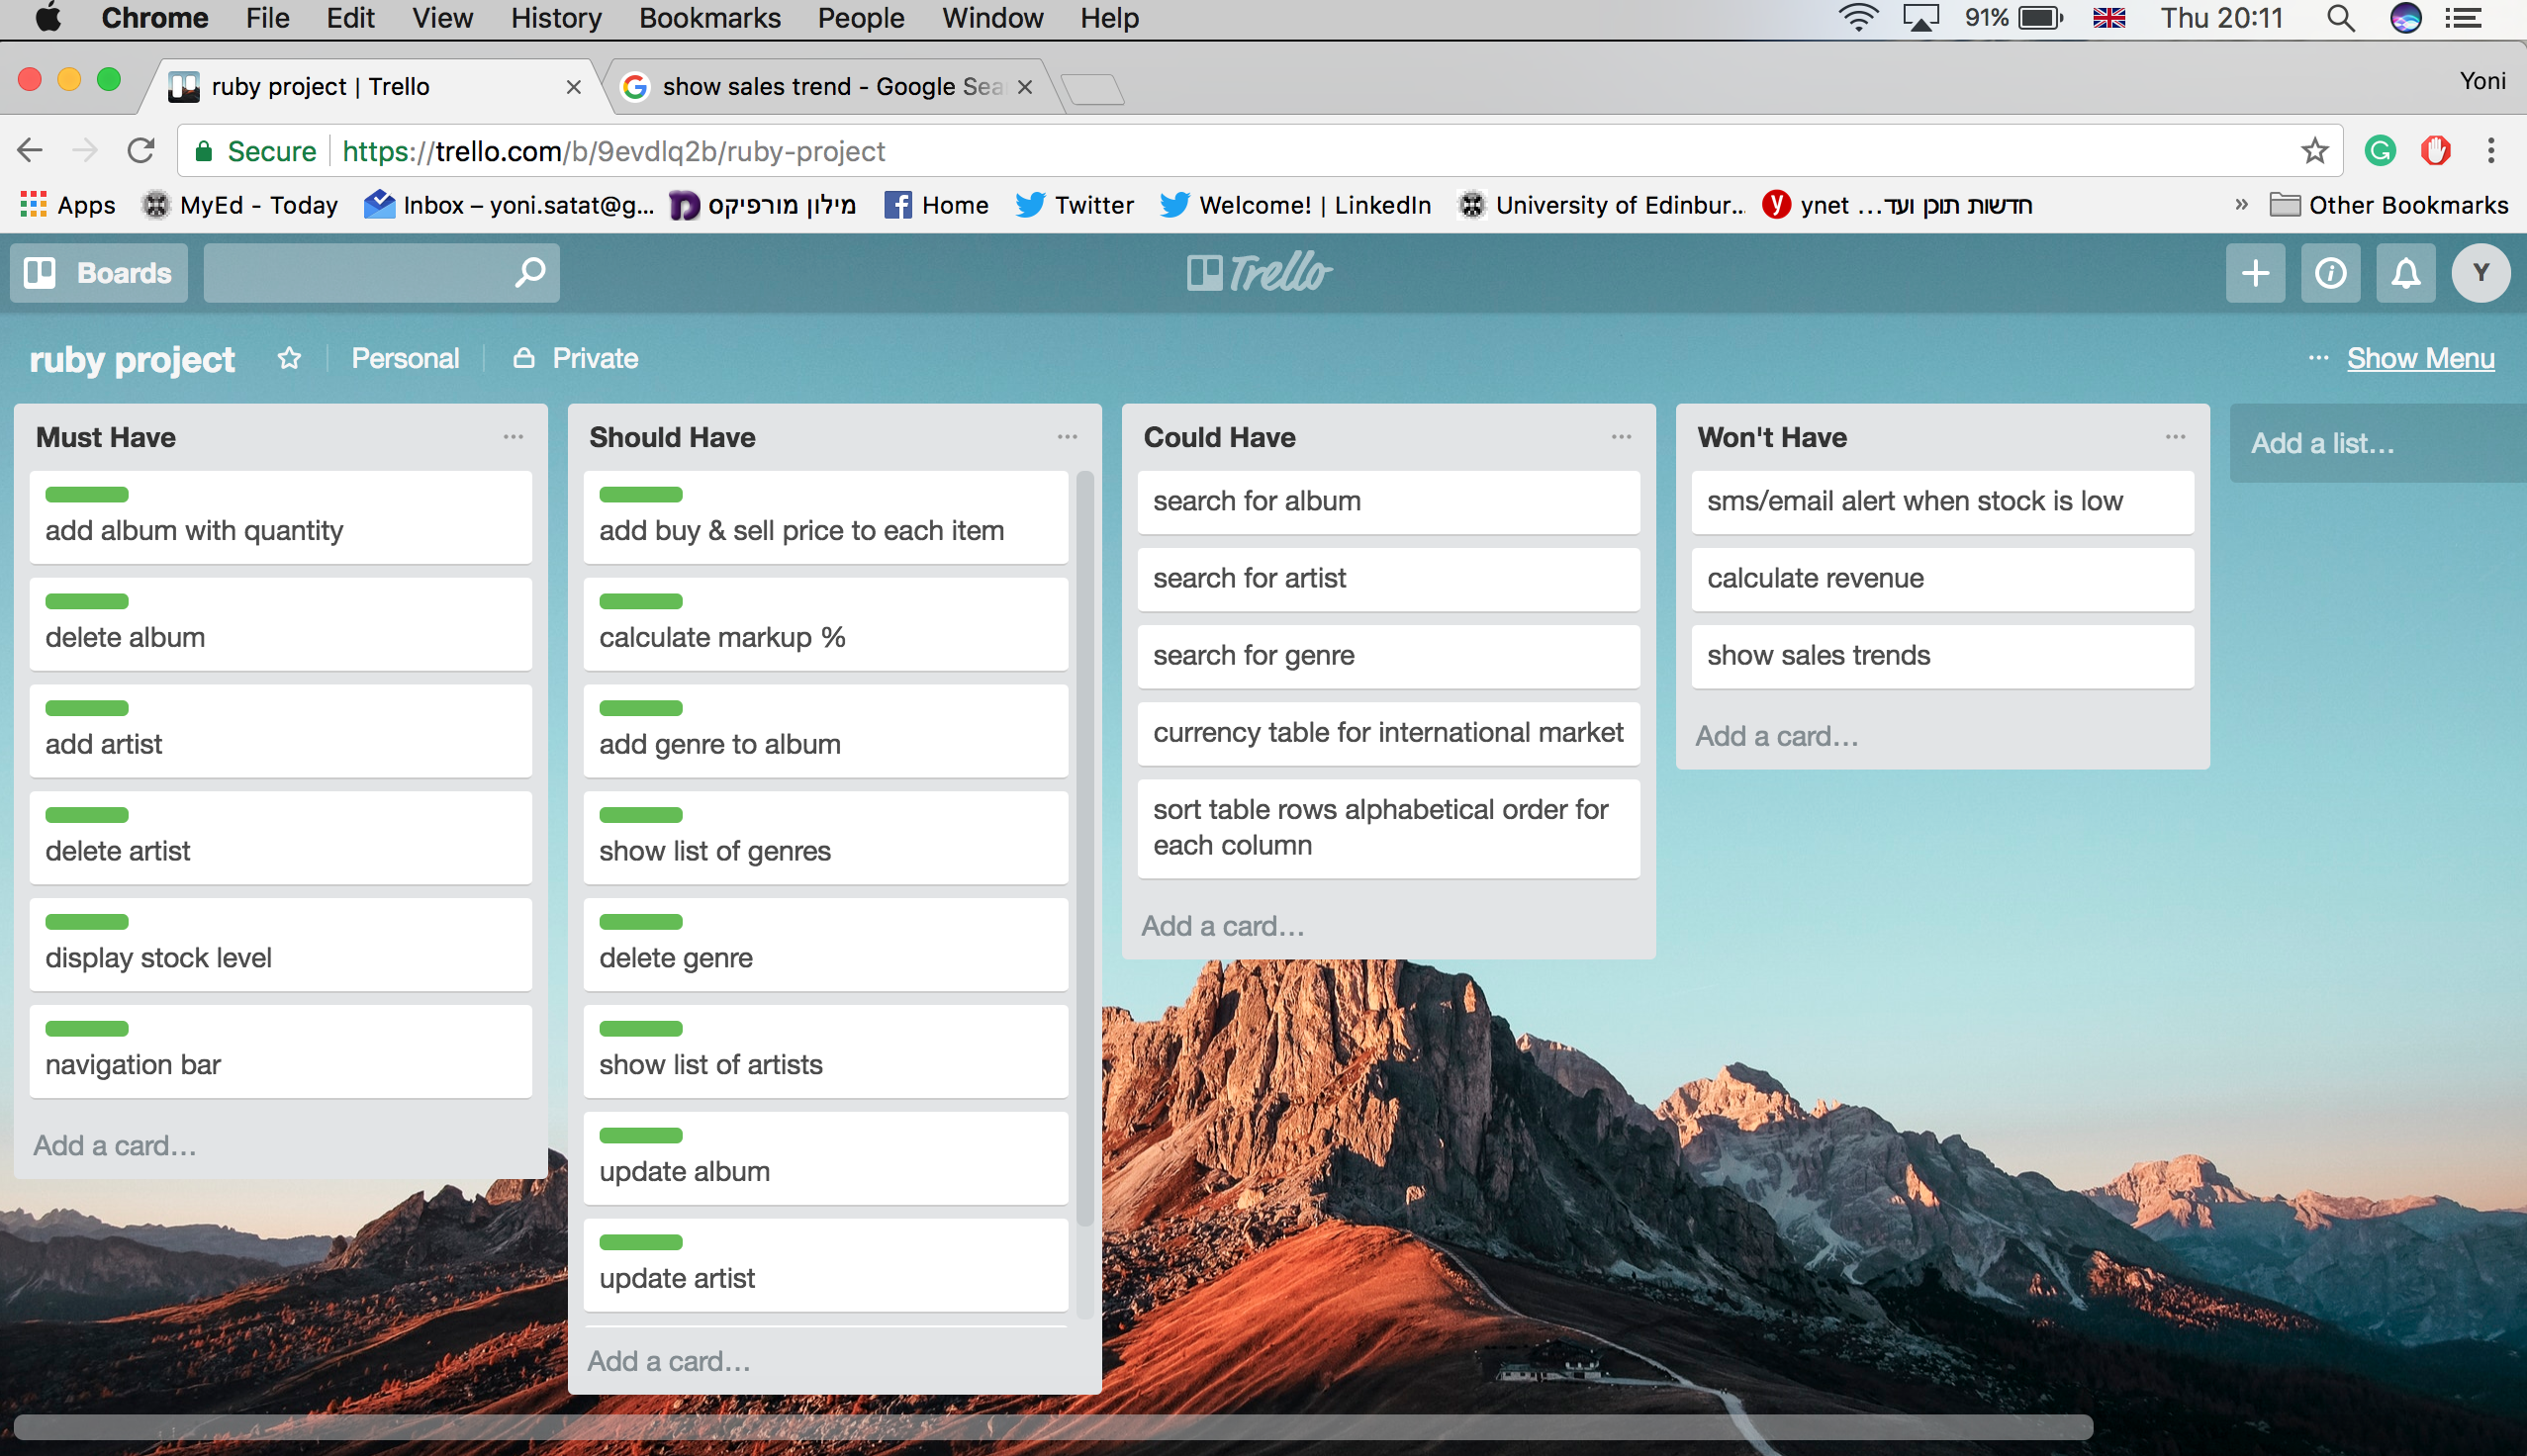 Chrome File Edit View History Bookmarks People Window Help 91% Thu 20:11
ruby project | Trello show sales trend - Google Sea Yoni
Secure https://trello.com/b/9evdlq2b/ruby-project
Apps MyEd - Today Inbox – yoni.satat@g... מילון מורפיקס Home Twitter Welcome! | LinkedIn University of Edinbur... ynet חדשות תוכן ועד... » Other Bookmarks
Boards Trello Y
ruby project Personal Private ... Show Menu
Must Have
add album with quantity
delete album
add artist
delete artist
display stock level
navigation bar
Add a card...
Should Have
add buy & sell price to each item
calculate markup %
add genre to album
show list of genres
delete genre
show list of artists
update album
update artist
Add a card...
Could Have
search for album
search for artist
search for genre
currency table for international market
sort table rows alphabetical order for
each column
Add a card...
Won't Have
sms/email alert when stock is low
calculate revenue
show sales trends
Add a card...
Add a list...